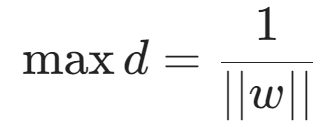 max d = 1 / ||w||